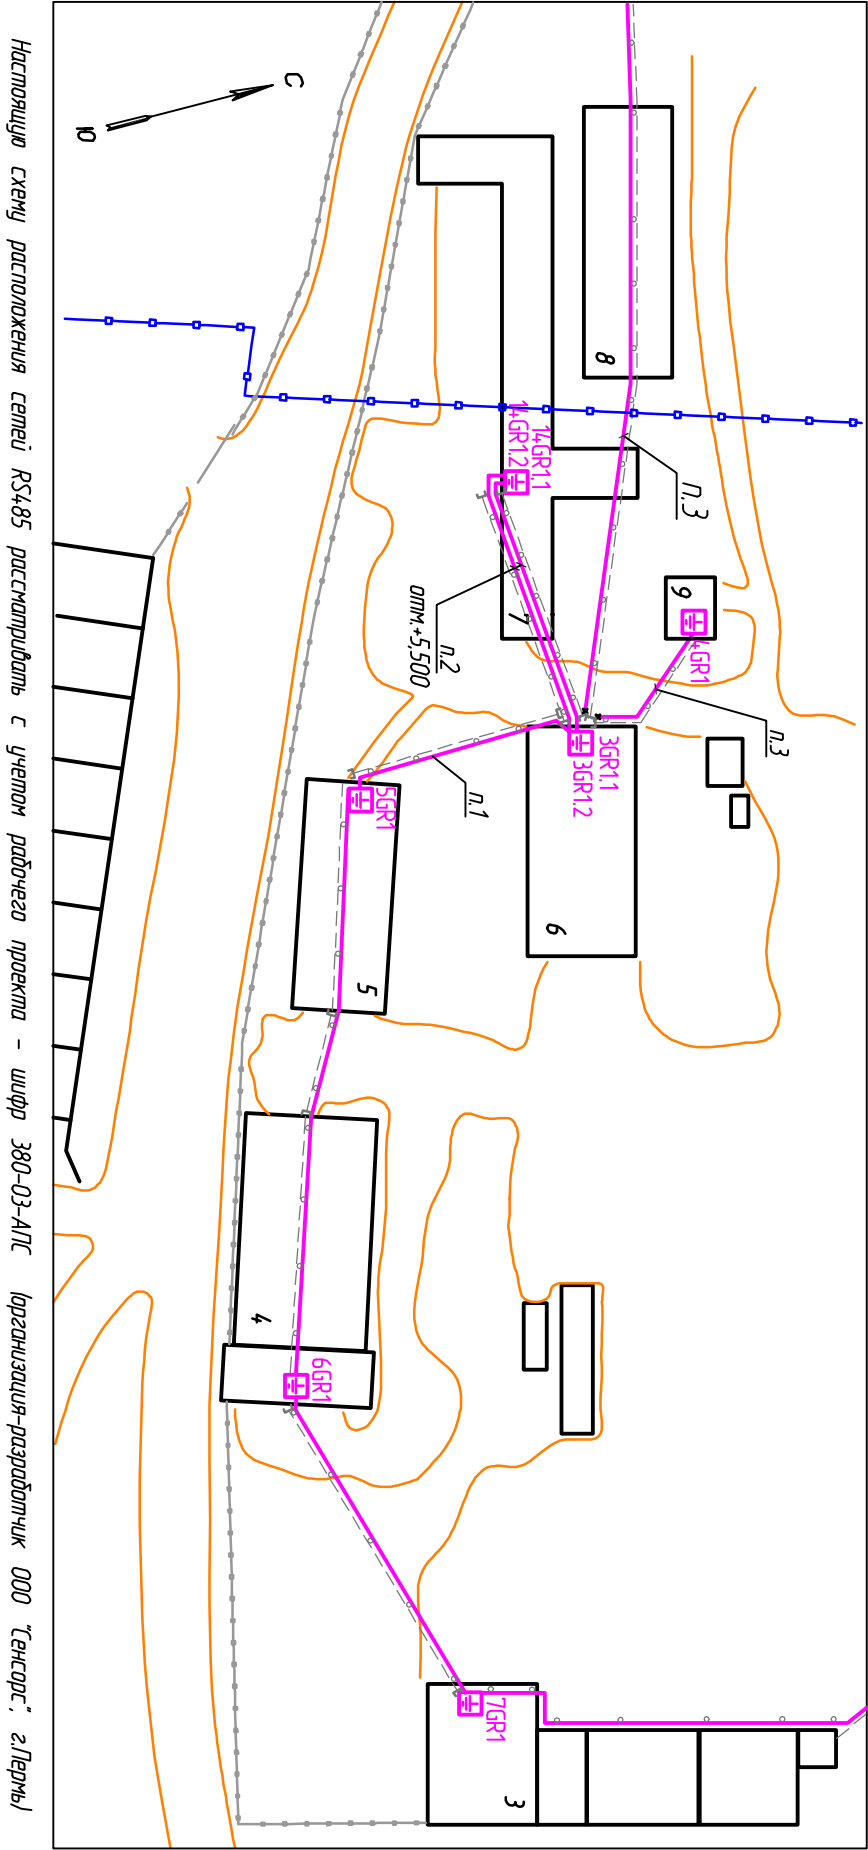 С
Ю
8
14GR1.1
14GR1.2
п.3
9
4GR1
7
п.2
отм.+5,500
п.3
3GR1.1
3GR1.2
п.1
5GR1
6
5
4
6GR1
7GR1
3
Настоящую схему расположения сетей RS485 рассматривать с учетом рабочего проекта - шифр 380-03-АПС (организация-разработчик ООО "Сенсорс", г.Пермь)